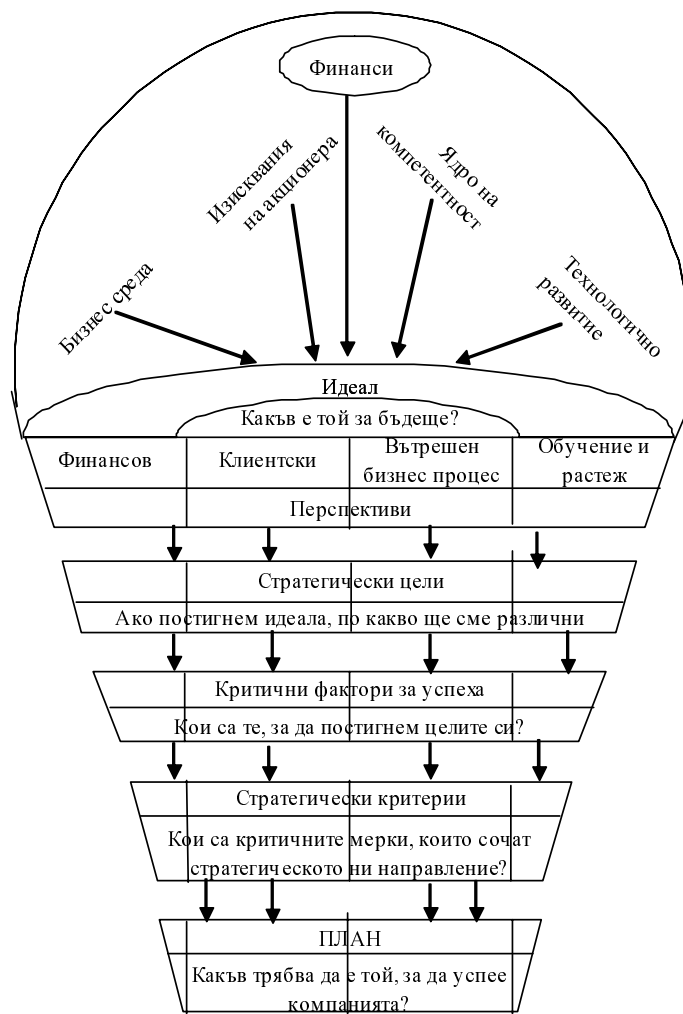 Финанси
Изисквания
на акционера
Ядро на
компетентност
Бизнес среда
Технологично
развитие
Идеал
Какъв е той за бъдеще?
Финансов
Клиентски
Вътрешен
бизнес процес
Обучение и
растеж
Перспективи
Стратегически цели
Ако постигнем идеала, по какво ще сме различни
Критични фактори за успеха
Кои са те, за да постигнем целите си?
Стратегически критерии
Кои са критичните мерки, които сочат
стратегическото ни направление?
ПЛАН
Какъв трябва да е той, за да успее
компанията?